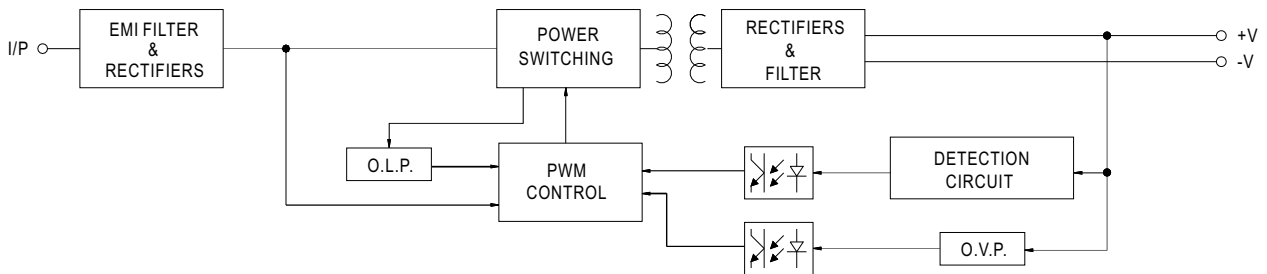 I/P
EMI FILTER
&
RECTIFIERS
POWER
SWITCHING
RECTIFIERS
&
FILTER
+V
-V
O.L.P.
PWM
CONTROL
DETECTION
CIRCUIT
O.V.P.